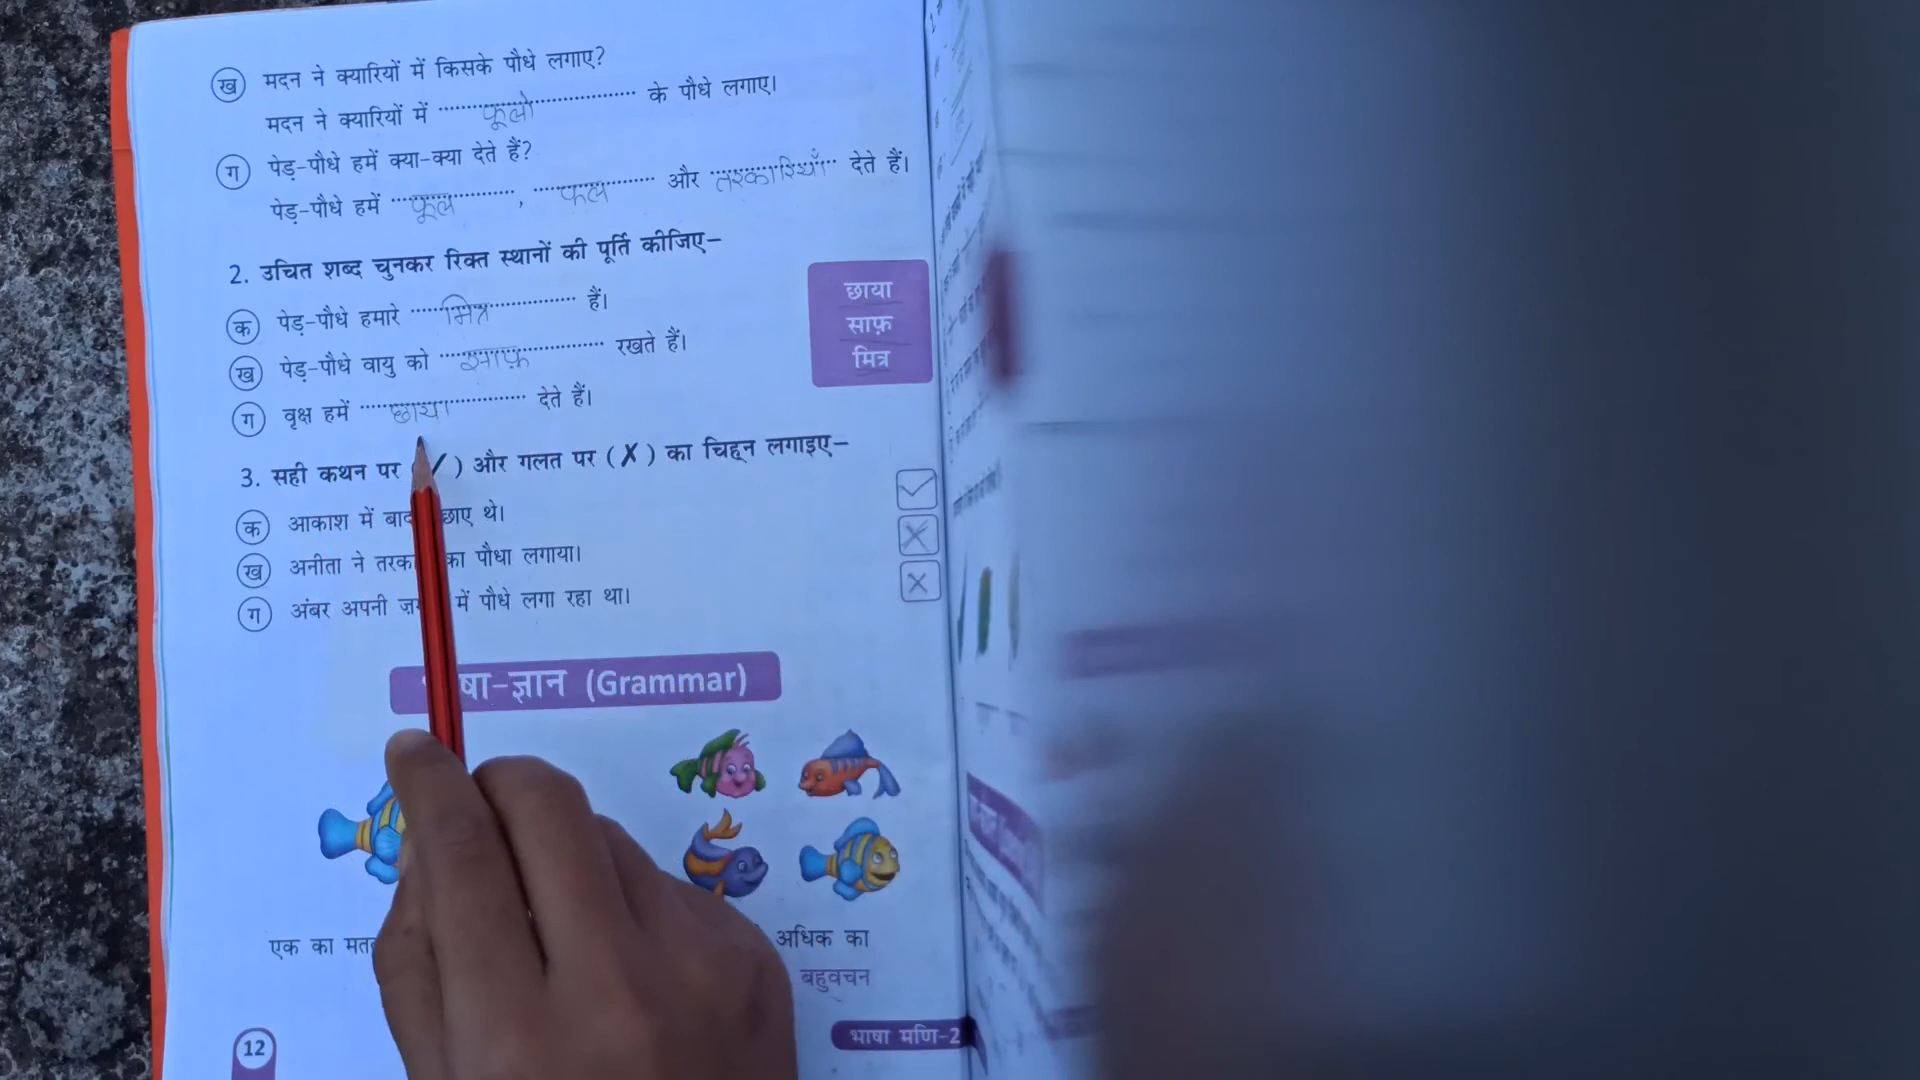 ख मदन ने क्यारियों में किसके पौधे लगाए?
मदन ने क्यारियों में फूलो के पौधे लगाए।
ग पेड़-पौधे हमें क्या-क्या देते हैं?
पेड़-पौधे हमें फूल, फल और तरकारियाँ देते हैं।
2. उचित शब्द चुनकर रिक्त स्थानों की पूर्ति कीजिए–
क पेड़-पौधे हमारे मित्र हैं।
ख पेड़-पौधे वायु को साफ़ रखते हैं।
ग वृक्ष हमें छाया देते हैं।
छाया
साफ़
मित्र
3. सही कथन पर ✓ ) और गलत पर (✗) का चिह्न लगाइए–
क आकाश में छाए थे। ✓
ख अनीता ने का पौधा लगाया। ✗
ग अंबर अपनी में पौधे लगा रहा था। ✗
षा-ज्ञान (Grammar)
एक का अधिक का
बहुवचन
12
भाषा मणि-2